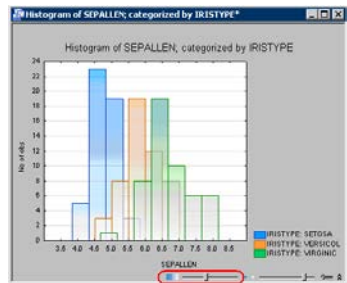 Histogram of SEPALLEN; categorized by IRISTYPE*
Histogram of SEPALLEN; categorized by IRISTYPE
No of obs
24
22
20
18
16
14
12
10
8
6
4
2
0
3.5 4.0 4.5 5.0 5.5 6.0 6.5 7.0 7.5 8.0 8.5
SEPALLEN
IRISTYPE: SETOSA
IRISTYPE: VERSICOL
IRISTYPE: VIRGINIC